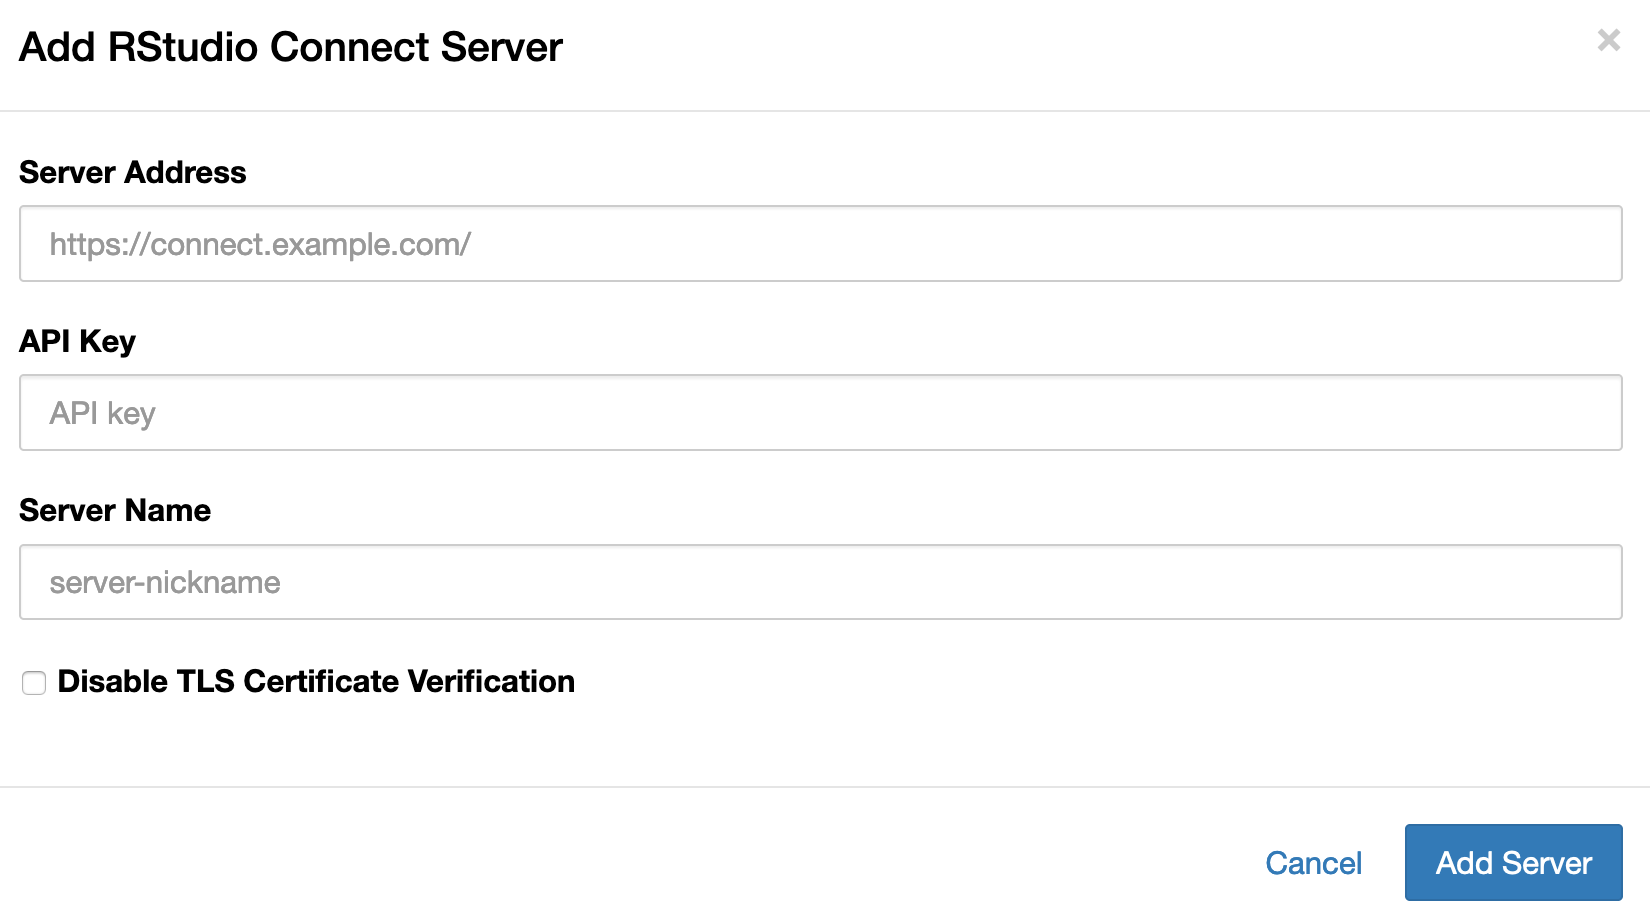 Add RStudio Connect Server
×
Server Address
https://connect.example.com/
API Key
API key
Server Name
server-nickname
Disable TLS Certificate Verification
Cancel
Add Server